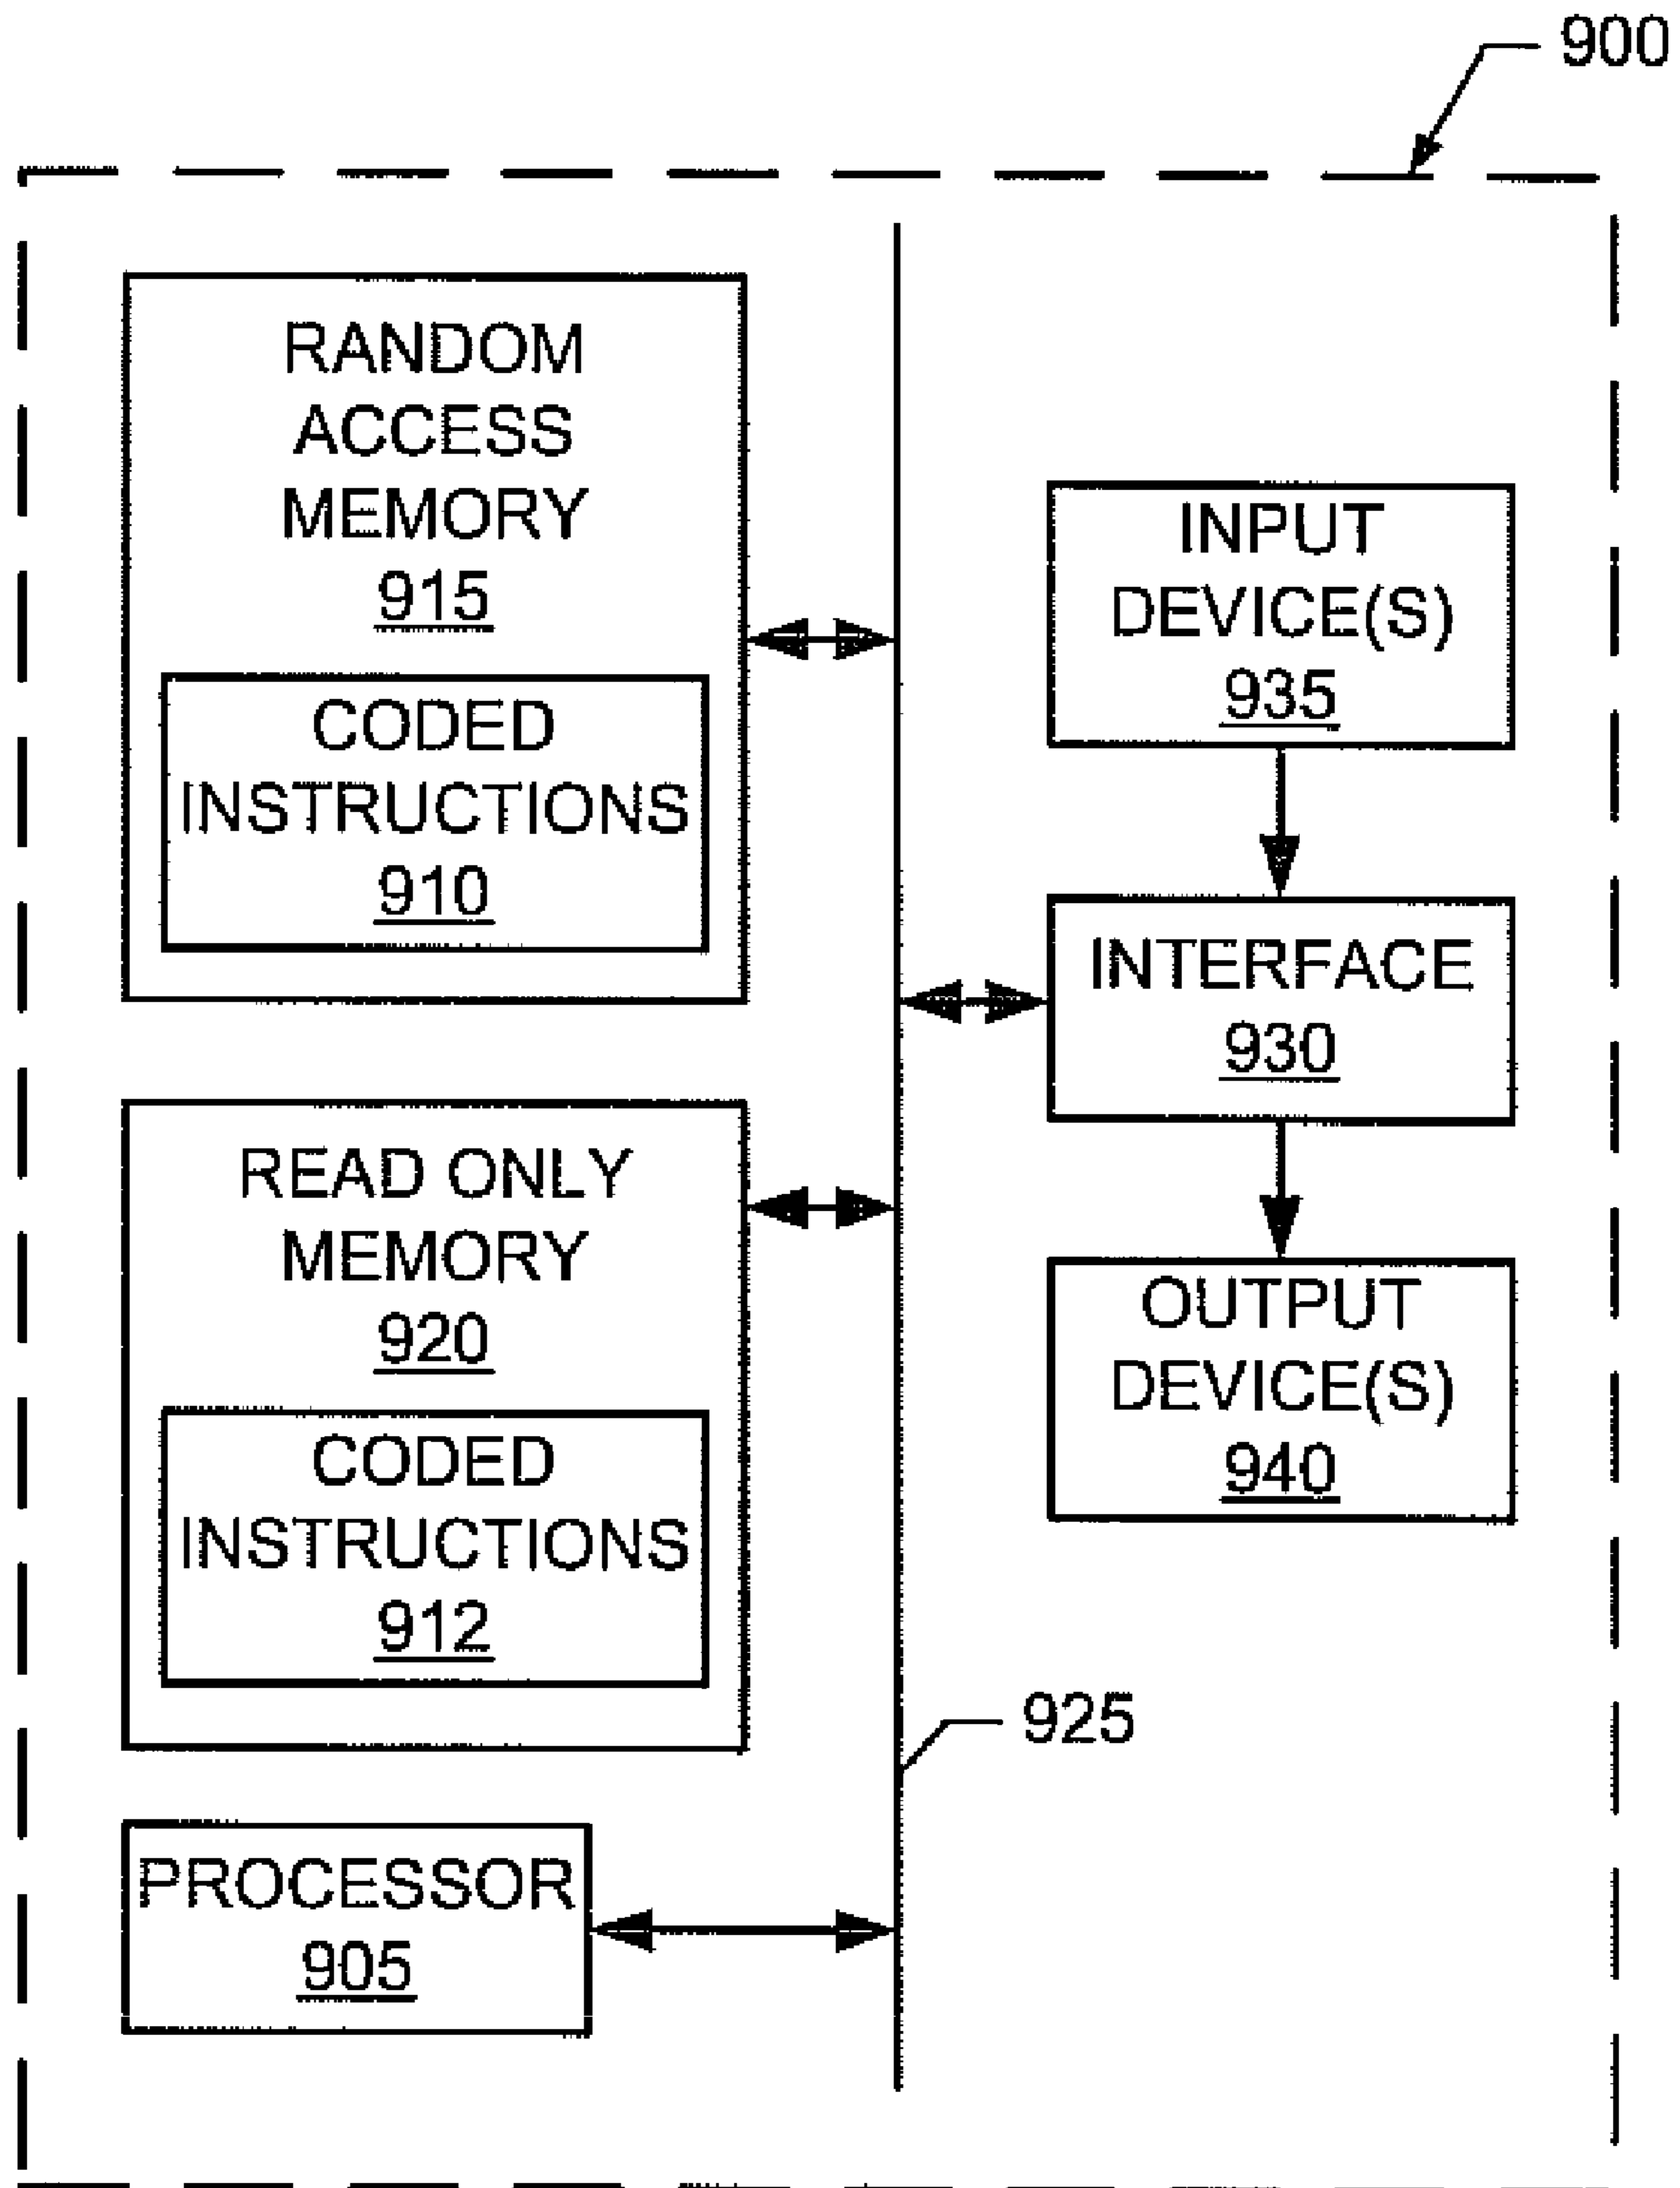 900
RANDOM
ACCESS
MEMORY
915
CODED
INSTRUCTIONS
910
READ ONLY
MEMORY
920
CODED
INSTRUCTIONS
912
PROCESSOR
905
INPUT
DEVICE(S)
935
INTERFACE
930
OUTPUT
DEVICE(S)
940
925